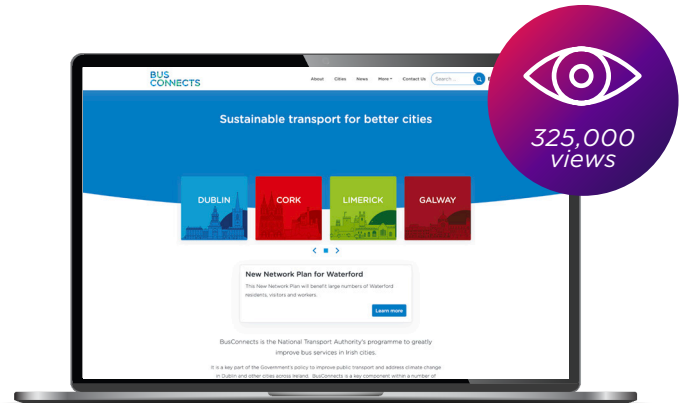 BUS
CONNECTS
About Cities News More Contact Us Search...
325,000
views
Sustainable transport for better cities
DUBLIN
CORK
LIMERICK
GALWAY
New Network Plan for Waterford
This New Network Plan will benefit large numbers of Waterford
residents, visitors and workers.
Learn more
BusConnects is the National Transport Authority's programme to greatly
improve bus services in Irish cities.
It is a key part of the Government's policy to improve public transport and address climate change
in Dublin and other cities across Ireland. BusConnects is a key component within a number of